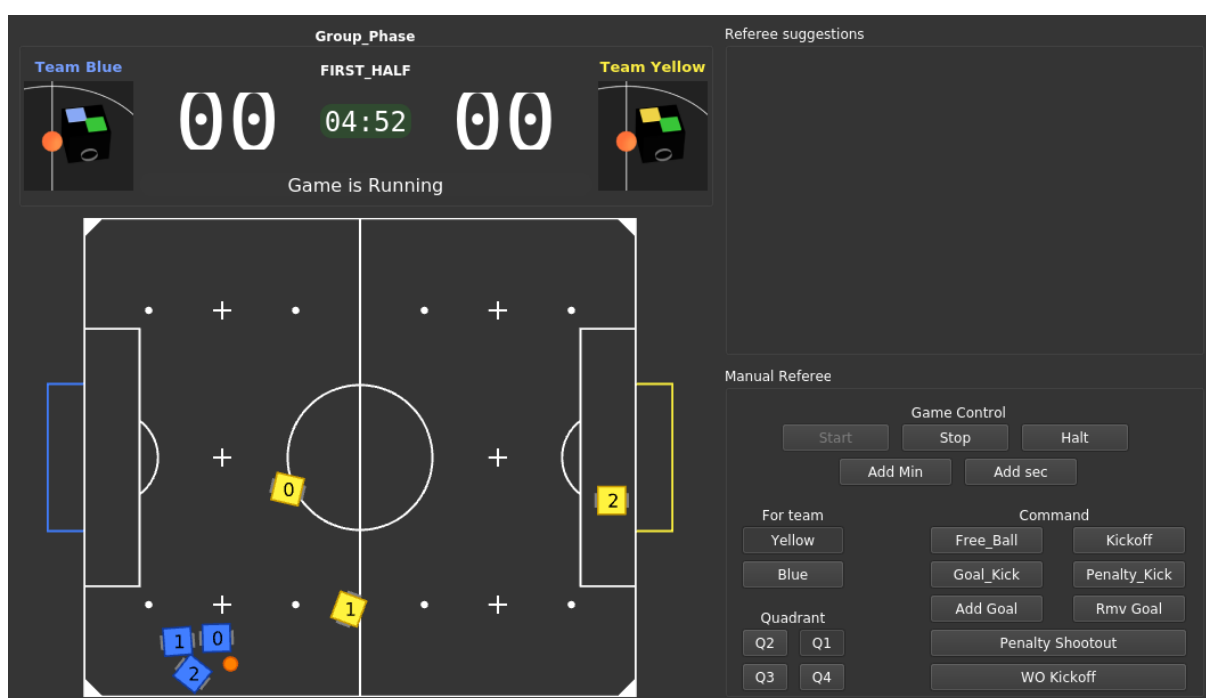 Group_Phase
Referee suggestions
Team Blue
FIRST_HALF
Team Yellow
00
04:52
00
Game is Running
0
2
1
1
0
2
Manual Referee
Game Control
Start
Stop
Halt
Add Min
Add sec
For team
Command
Yellow
Free_Ball
Kickoff
Blue
Goal_Kick
Penalty_Kick
Add Goal
Rmv Goal
Quadrant
Q2
Q1
Penalty Shootout
Q3
Q4
WO Kickoff